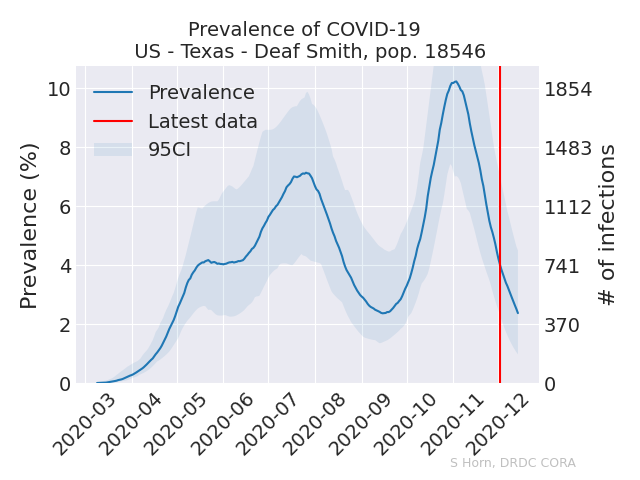 Prevalence of COVID-19
US - Texas - Deaf Smith, pop. 18546
Prevalence
Latest data
95CI
Prevalence (%)
10
8
6
4
2
0
1854
1483
1112
741
370
0
# of infections
2020-03
2020-04
2020-05
2020-06
2020-07
2020-08
2020-09
2020-10
2020-11
2020-12
S Horn, DRDC CORA